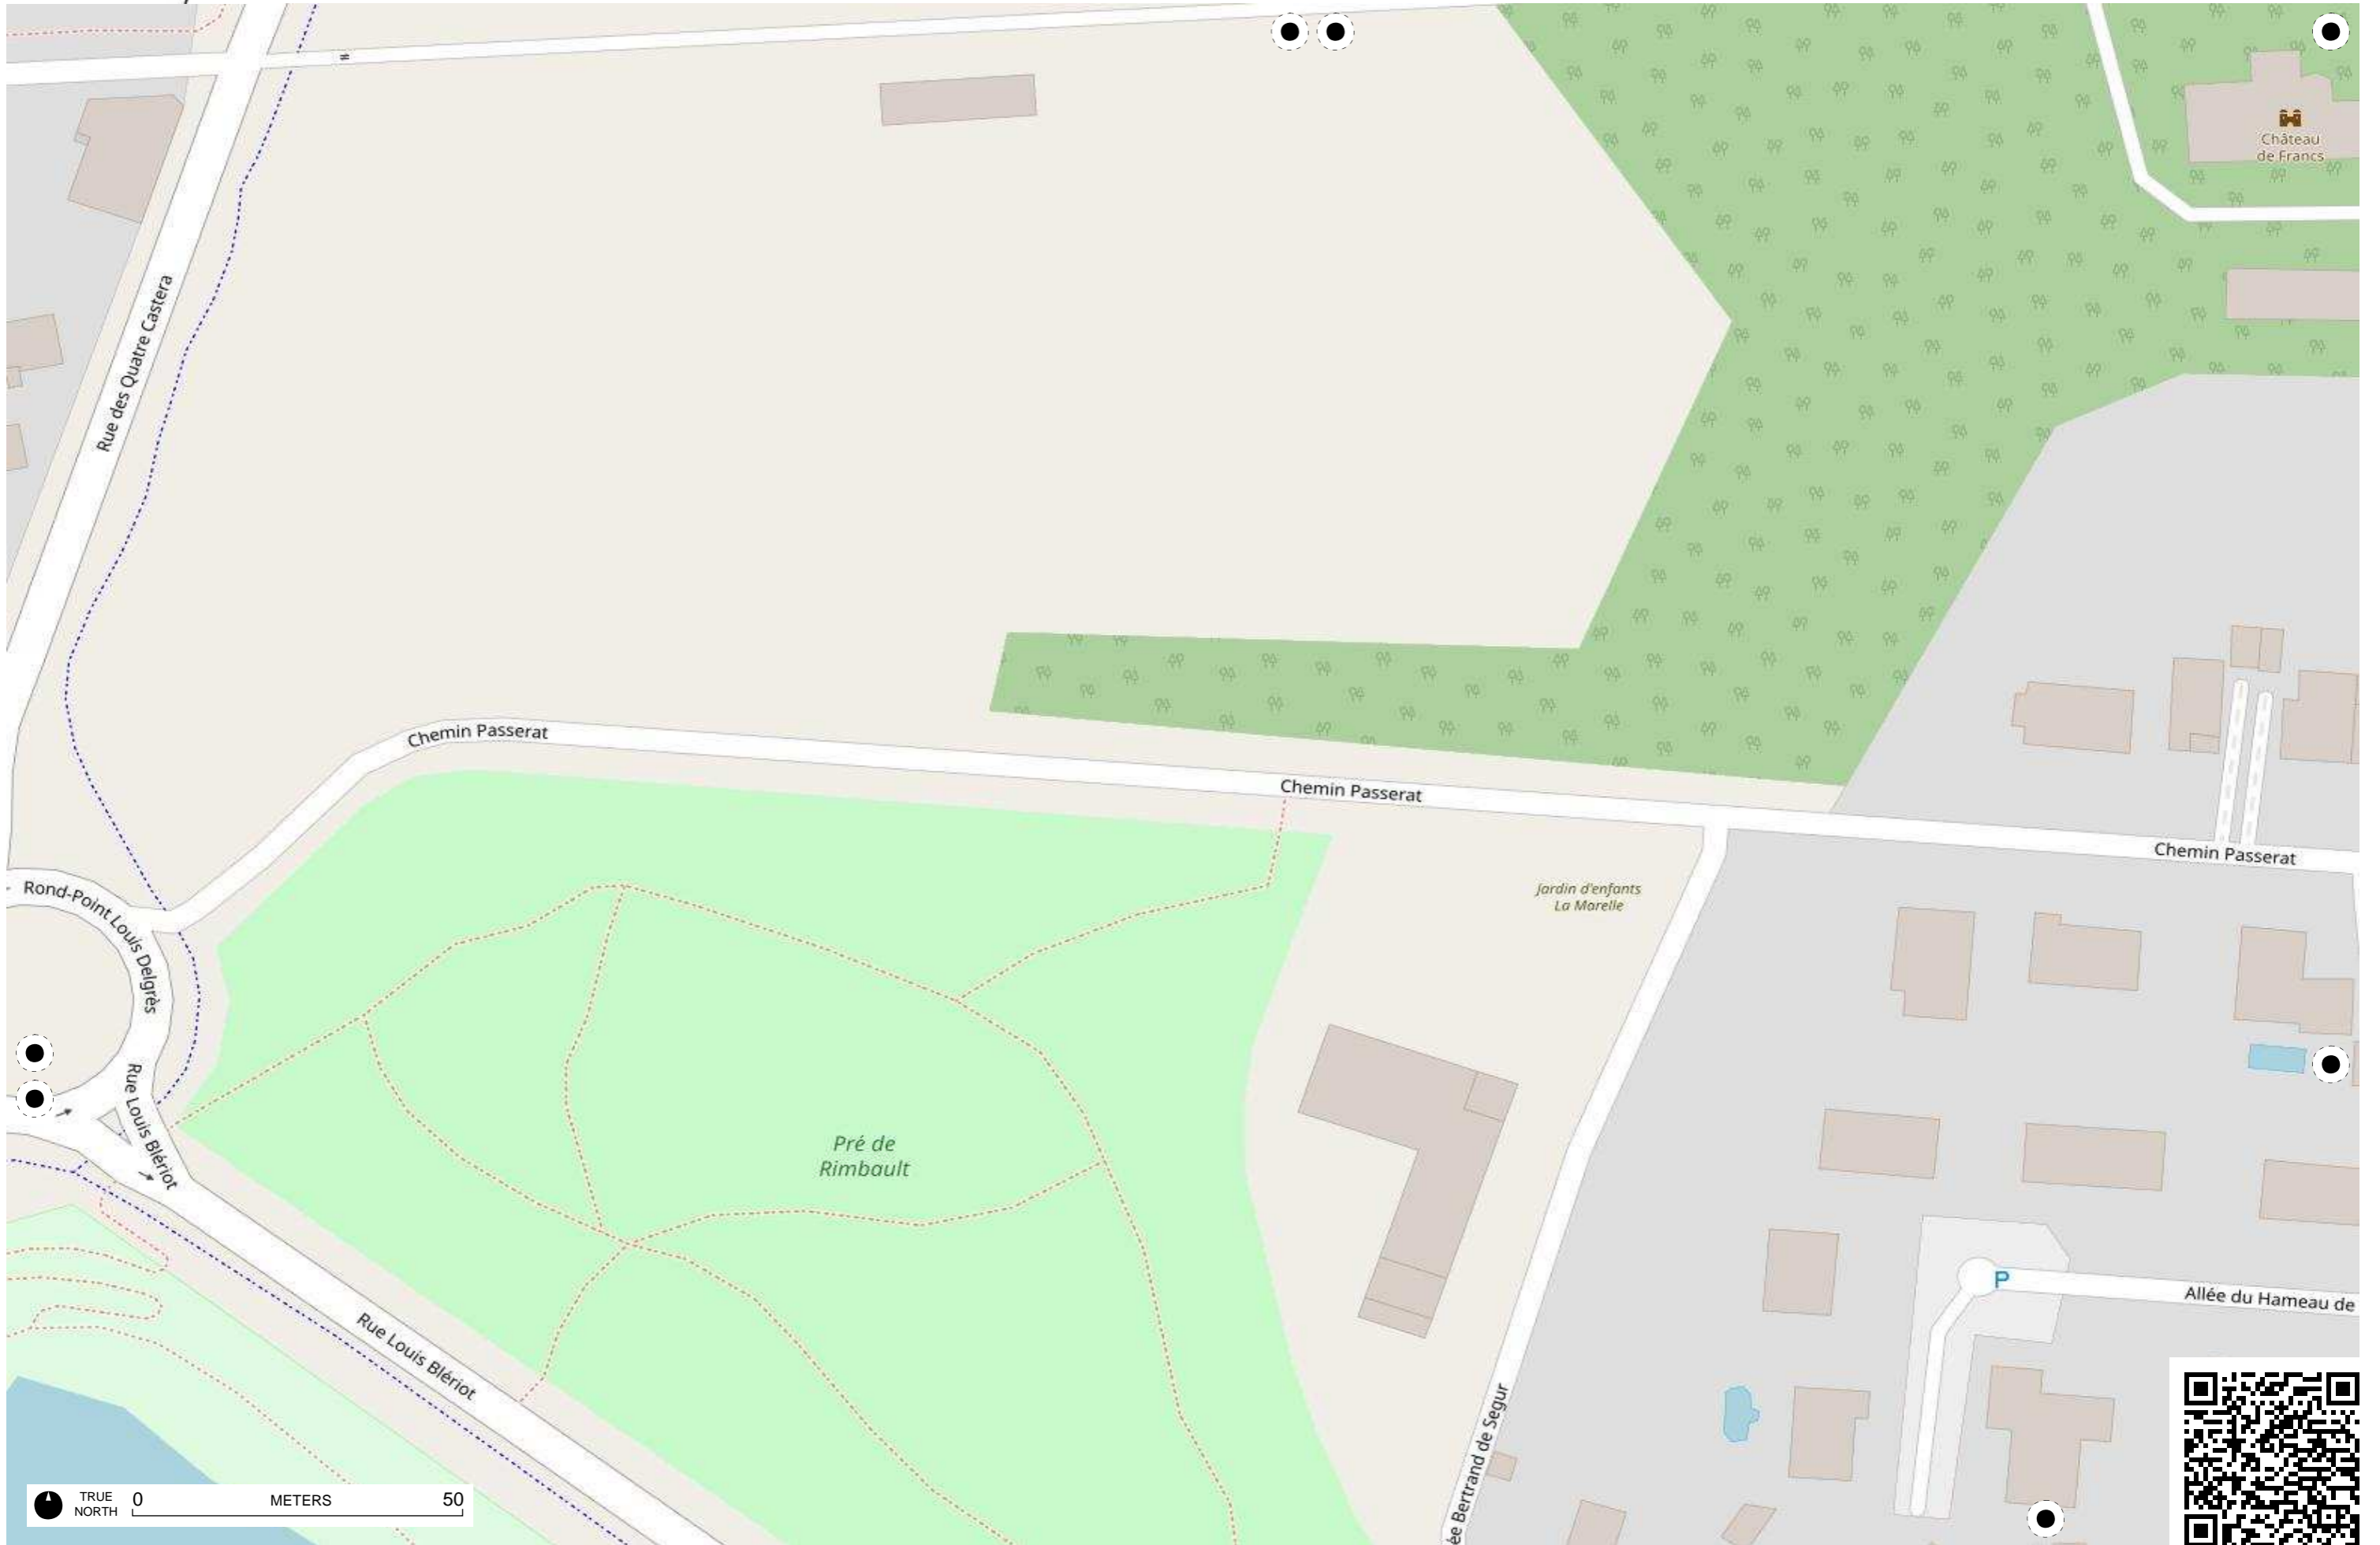 Château
de Francs
Rue des Quatre Castera
Chemin Passerat
Chemin Passerat
Chemin Passerat
Rond-Point Louis Delgrès
Jardin d'enfants
La Marelle
Rue Louis Blériot
Pré de
Rimbault
P
Allée du Hameau de
Rue Louis Blériot
ée Bertrand de Segur
TRUE
NORTH
0 METERS 50